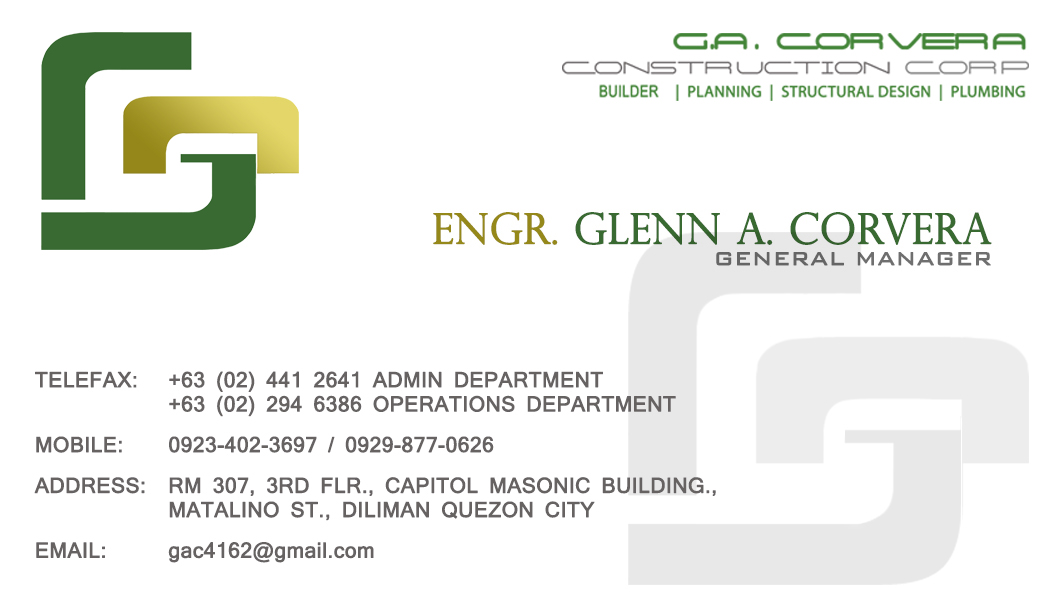 G.A. CORVERA
CONSTRUCTION CORP
BUILDER | PLANNING | STRUCTURAL DESIGN | PLUMBING
ENGR. GLENN A. CORVERA
GENERAL MANAGER
TELEFAX: +63 (02) 441 2641 ADMIN DEPARTMENT
+63 (02) 294 6386 OPERATIONS DEPARTMENT
MOBILE: 0923-402-3697 / 0929-877-0626
ADDRESS: RM 307, 3RD FLR., CAPITOL MASONIC BUILDING.,
MATALINO ST., DILIMAN QUEZON CITY
EMAIL: gac4162@gmail.com